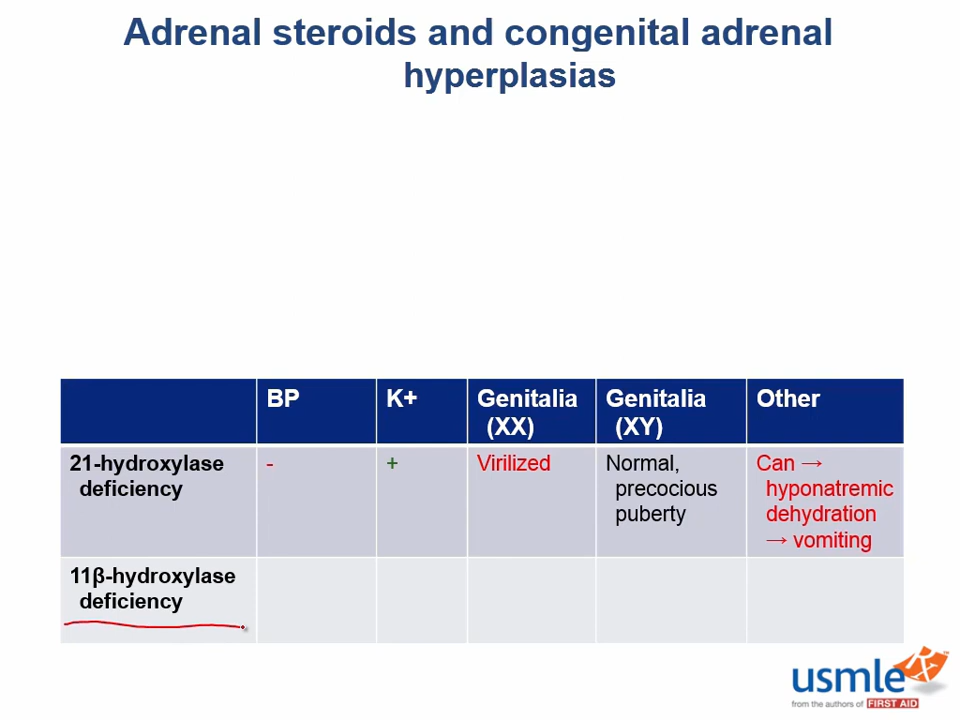 Adrenal steroids and congenital adrenal
hyperplasias
BP
K+
Genitalia
(XX)
Genitalia
(XY)
Other
21-hydroxylase
deficiency
-
+
Virilized
Normal,
precocious
puberty
Can →
hyponatremic
dehydration
→ vomiting
11β-hydroxylase
deficiency
usmle
from the authors of FIRST AID